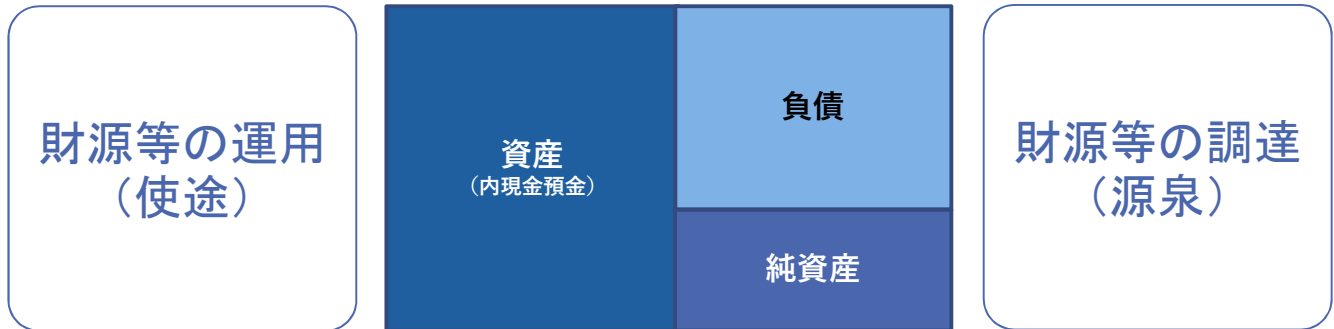 財源等の運用
（使途）
資産
（内現金預金）
負債
純資産
財源等の調達
（源泉）